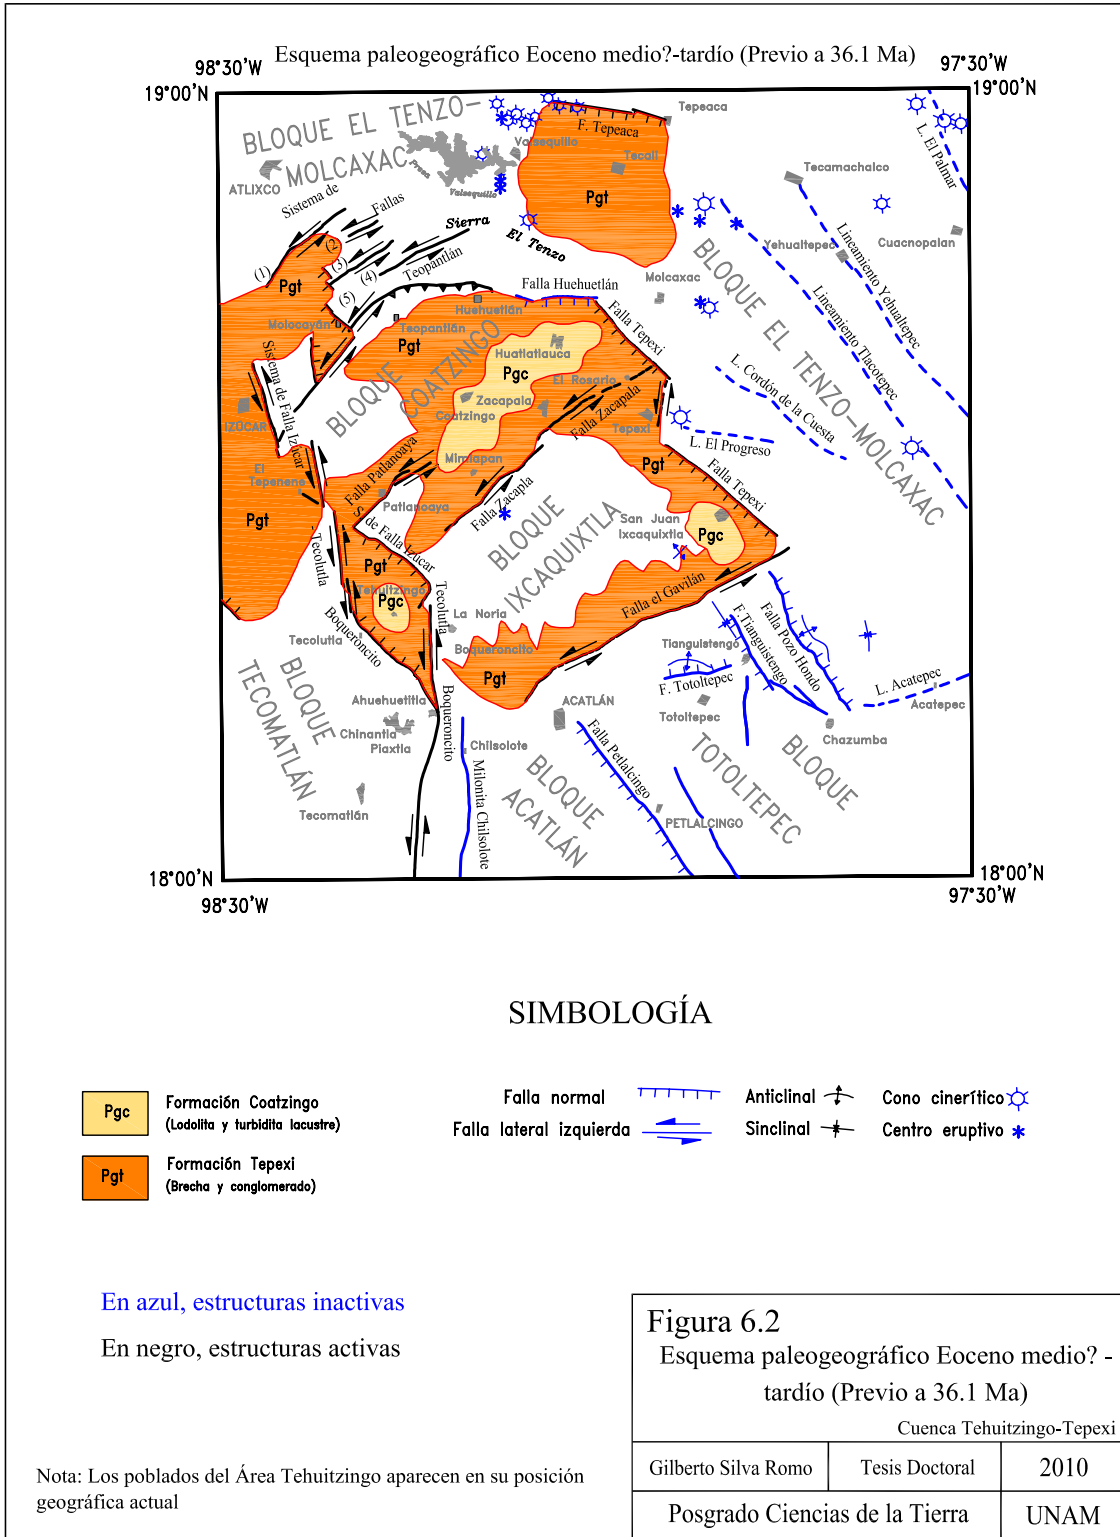 Esquema paleogeográfico Eoceno medio?-tardío (Previo a 36.1 Ma)
98°30'W
97°30'W
19°00'N
19°00'N
BLOQUE EL TENZO-
MOLCAXAC
ATLIXCO
Presa
Valsequillo
Valsequillo
F. Tepeaca
Tepeaca
Tecali
Pgt
Tecamachalco
L. El Palmar
Cuacnopalan
Yehualtepec
Lineamiento Yehualtepec
Lineamiento Tlacotepec
Sistema de
Fallas
Sierra
El Tenzo
Teopantlán
(1)
(2)
(3)
(4)
(5)
Pgt
Molocayán
Huehuetlán
Falla Huehuetlán
Teopantlán
Pgt
Molcaxac
BLOQUE EL TENZO-MOLCAXAC
Falla Tepexi
Huatlatlauca
Pgc
BLOQUE
COATZINGO
El Rosario
Zacapala
Coatzingo
Falla Zacapala
Tepexi
L. Cordón de la Cuesta
L. El Progreso
Sistema de Falla Izúcar
IZÚCAR
El
Tepenene
Pgt
Falla Patlanoaya
Mimiapan
Patlanoaya
Falla Zacapla
Pgt
Falla Tepexi
San Juan
Ixcaquixtla
Pgc
BLOQUE
IXCAQUIXTLA
S. de Falla Izúcar
Tecolutla
Pgt
Tehuitzingo
Pgc
Tecolutla
Boqueroncito
Tecolutla
La Noria
Boqueroncito
Falla el Gavilán
Pgt
F.Tianguistengo
Falla Pozo Hondo
Tianguistengo
F. Totoltepec
Totoltepec
L. Acatepec
Acatepec
Chazumba
BLOQUE
TECOMATLÁN
Ahuehuetitla
Chinantla
Piaxtla
Tecomatlán
Boqueroncito
Chilsolote
Milonita Chilsolote
ACATLÁN
BLOQUE
ACATLÁN
Falla Petlalcingo
PETLALCINGO
BLOQUE
TOTOLTEPEC
18°00'N
18°00'N
98°30'W
97°30'W
SIMBOLOGÍA
Pgc
Formación Coatzingo
(Lodolita y turbidita lacustre)
Pgt
Formación Tepexi
(Brecha y conglomerado)
Falla normal
Falla lateral izquierda
Anticlinal
Sinclinal
Cono cinerítico
Centro eruptivo
En azul, estructuras inactivas
En negro, estructuras activas
Nota: Los poblados del Área Tehuitzingo aparecen en su posición
geográfica actual
Figura 6.2
Esquema paleogeográfico Eoceno medio? -
tardío (Previo a 36.1 Ma)
Cuenca Tehuitzingo-Tepexi
Gilberto Silva Romo
Tesis Doctoral
2010
Posgrado Ciencias de la Tierra
UNAM